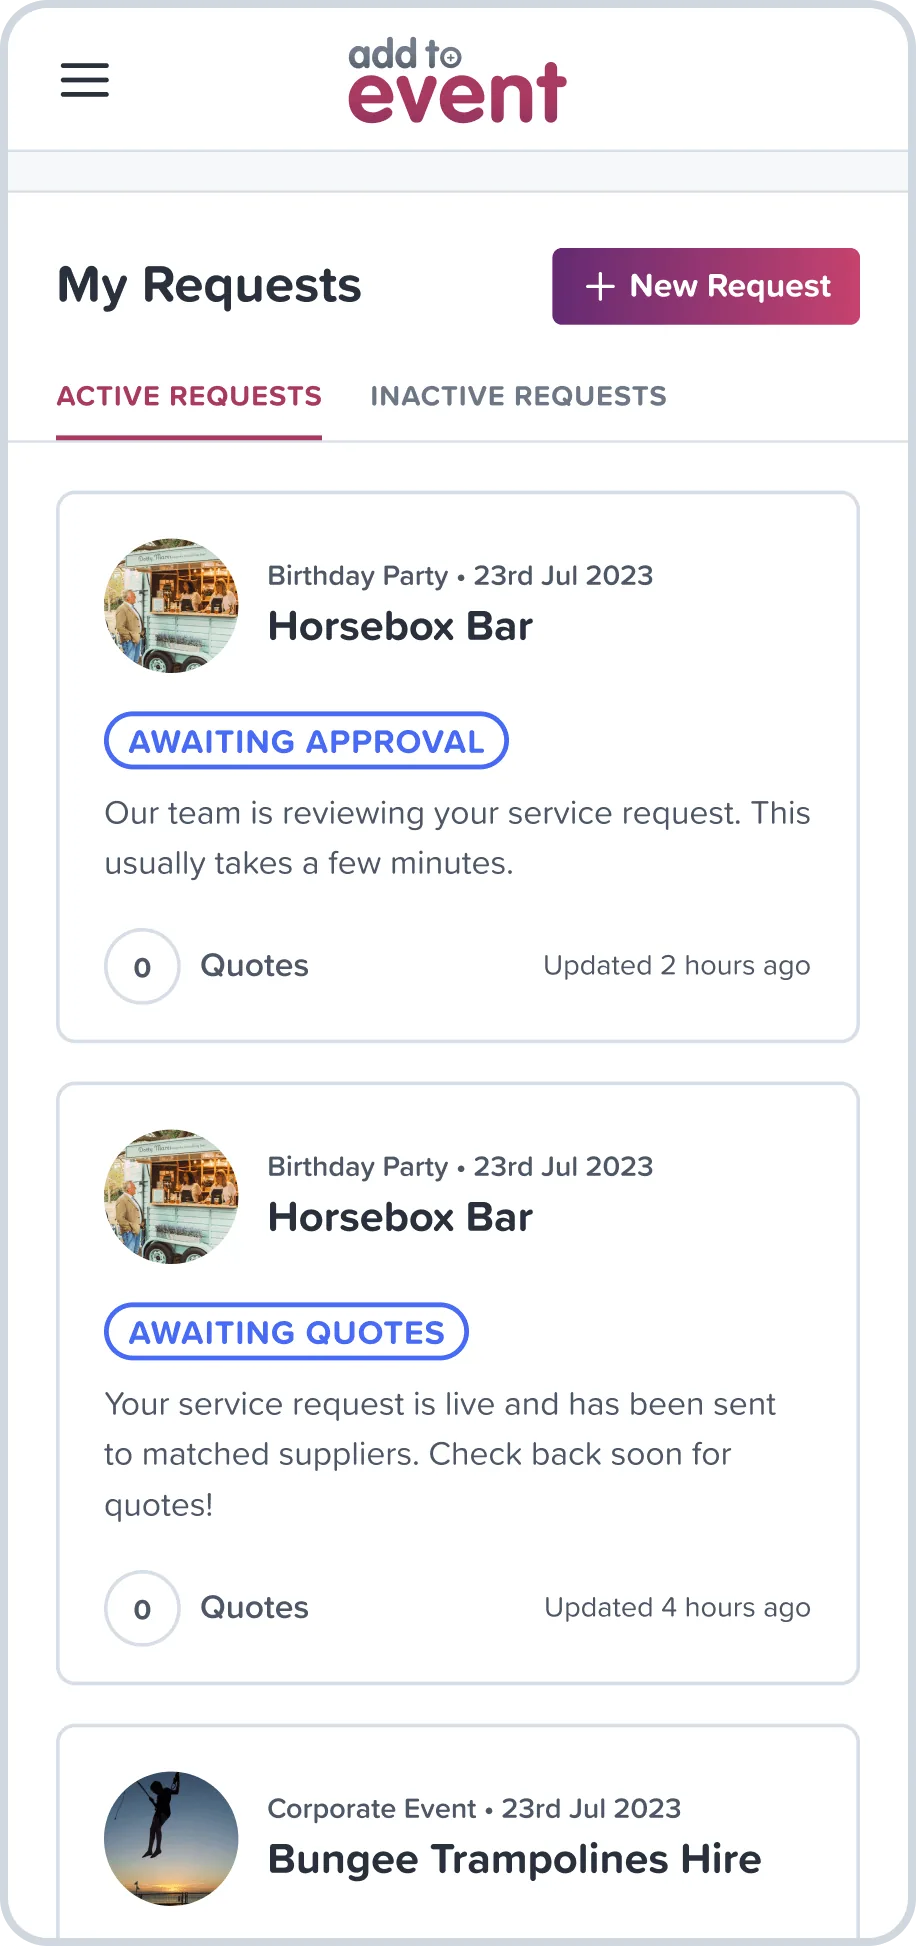 add to
event
My Requests
+ New Request
ACTIVE REQUESTS
INACTIVE REQUESTS
Birthday Party • 23rd Jul 2023
Horsebox Bar
AWAITING APPROVAL
Our team is reviewing your service request. This
usually takes a few minutes.
0 Quotes
Updated 2 hours ago
Birthday Party • 23rd Jul 2023
Horsebox Bar
AWAITING QUOTES
Your service request is live and has been sent
to matched suppliers. Check back soon for
quotes!
0 Quotes
Updated 4 hours ago
Corporate Event • 23rd Jul 2023
Bungee Trampolines Hire